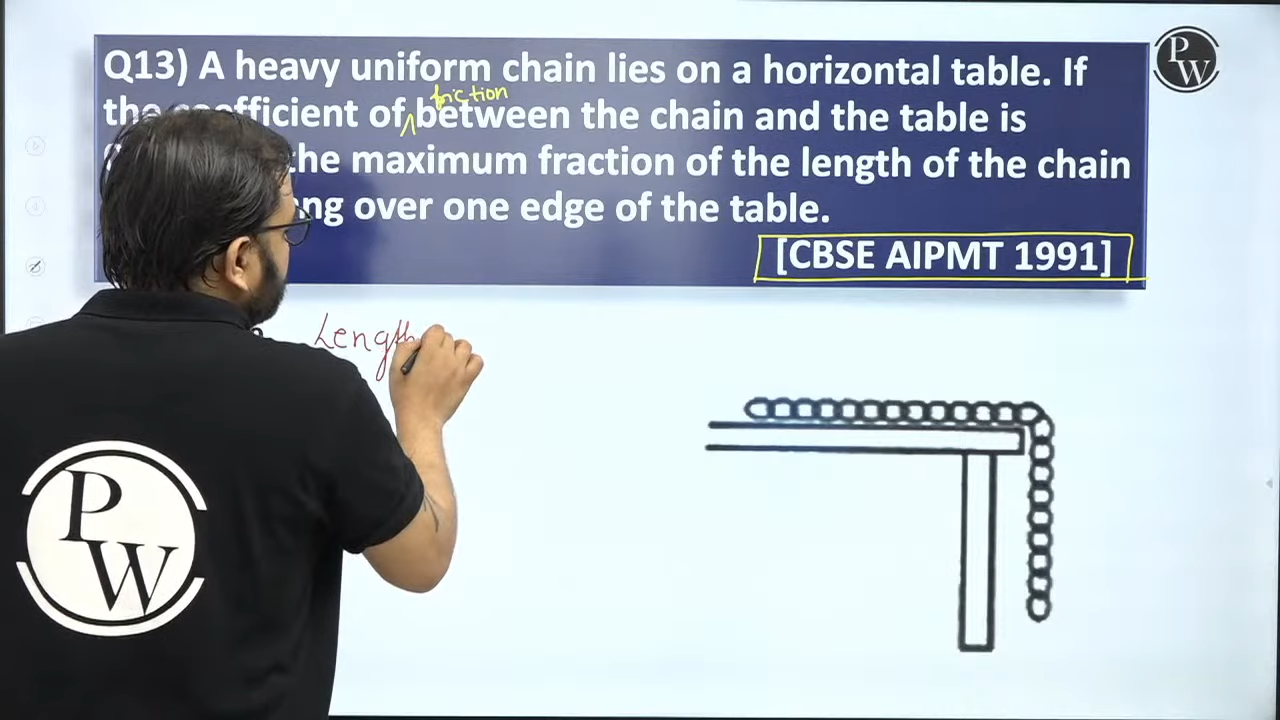 P
W
Q13) A heavy uniform chain lies on a horizontal table. If
friction
the coefficient of between the chain and the table is
the maximum fraction of the length of the chain
over one edge of the table.
[CBSE AIPMT 1991]
Length
P
W